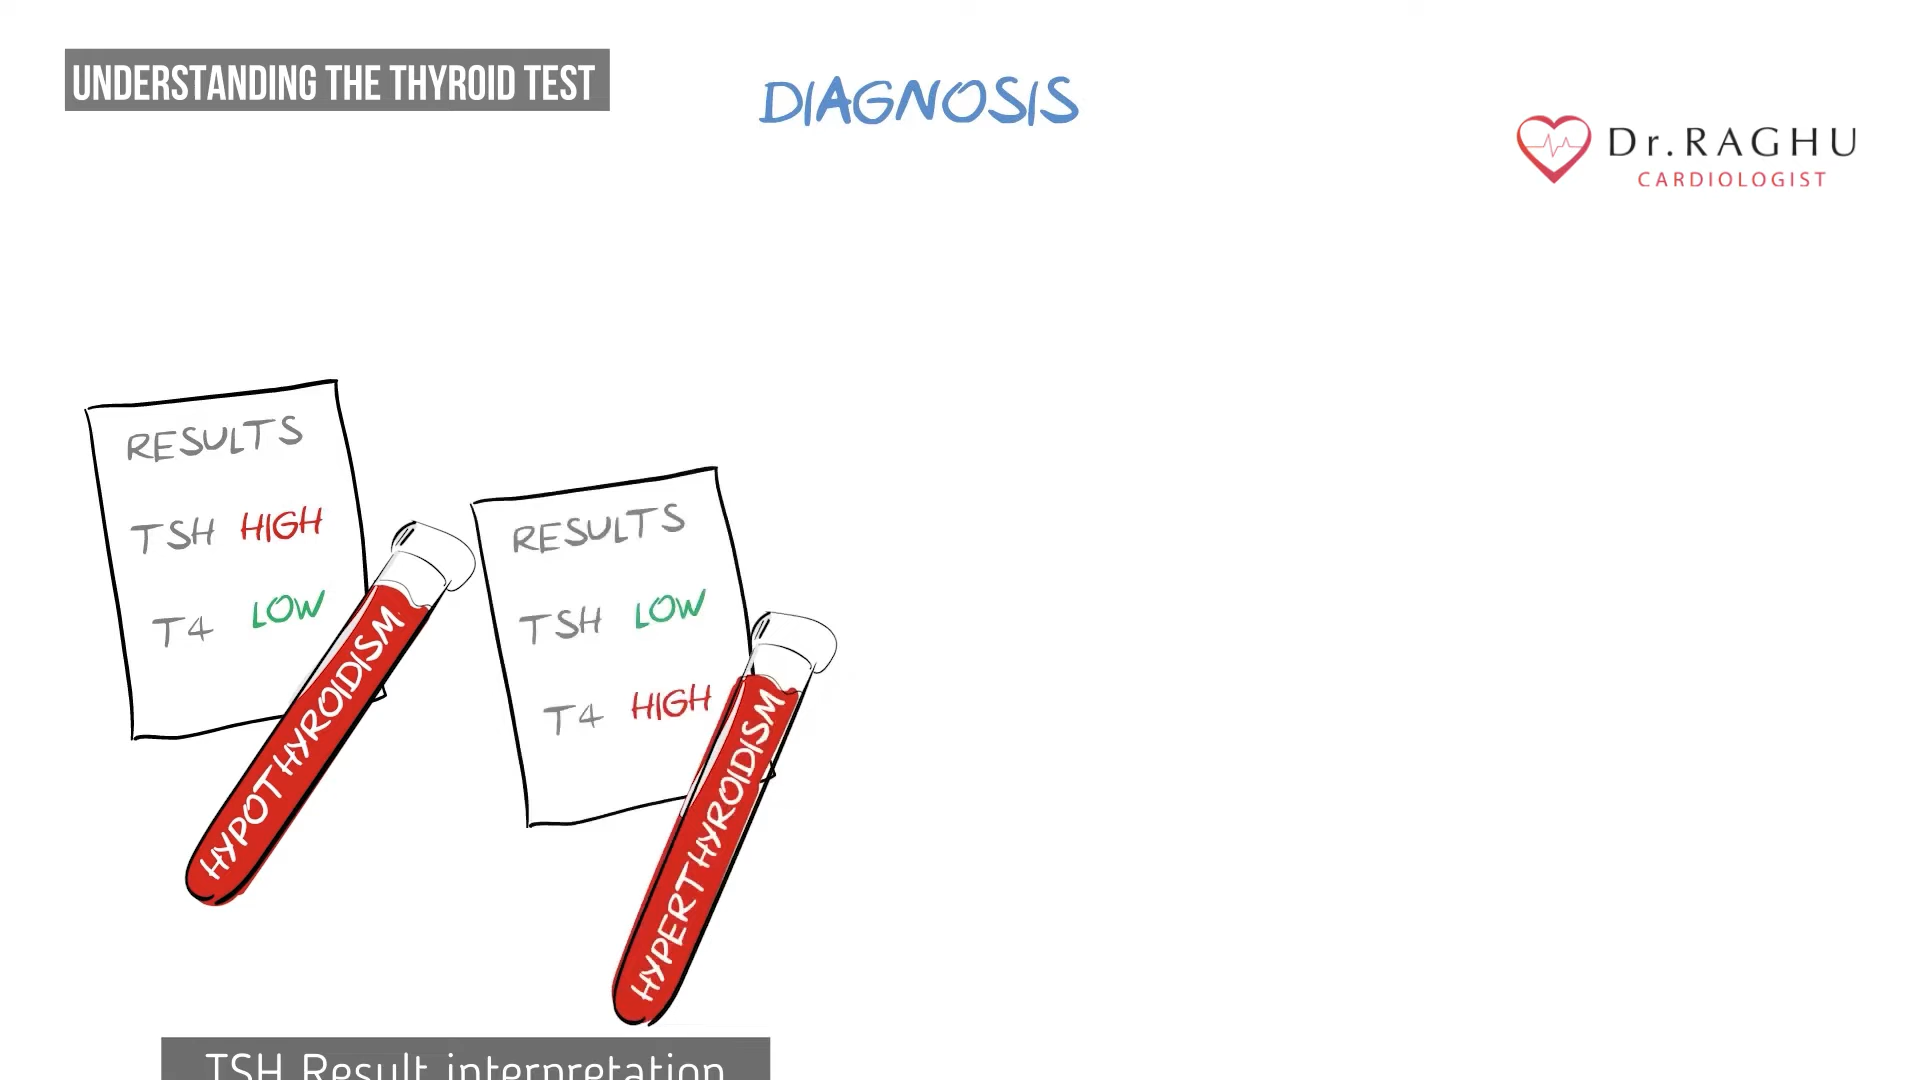 UNDERSTANDING THE THYROID TEST
DIAGNOSIS
Dr.RAGHU
CARDIOLOGIST
RESULTS
TSH HIGH
T4 LOW
HYPOTHYROIDISM
RESULTS
TSH LOW
T4 HIGH
HYPERTHYROIDISM
TSH Result interpretation